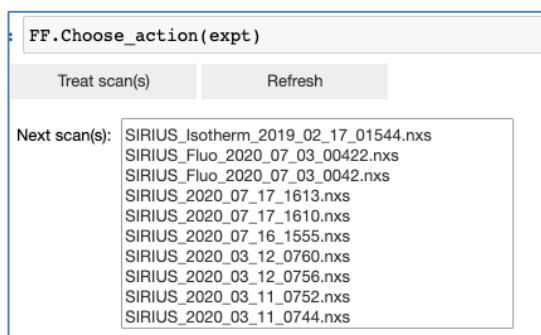 : FF.Choose_action(expt)
Treat scan(s) Refresh
Next scan(s): SIRIUS_Isotherm_2019_02_17_01544.nxs
SIRIUS_Fluo_2020_07_03_00422.nxs
SIRIUS_Fluo_2020_07_03_0042.nxs
SIRIUS_2020_07_17_1613.nxs
SIRIUS_2020_07_17_1610.nxs
SIRIUS_2020_07_16_1555.nxs
SIRIUS_2020_03_12_0760.nxs
SIRIUS_2020_03_12_0756.nxs
SIRIUS_2020_03_11_0752.nxs
SIRIUS_2020_03_11_0744.nxs